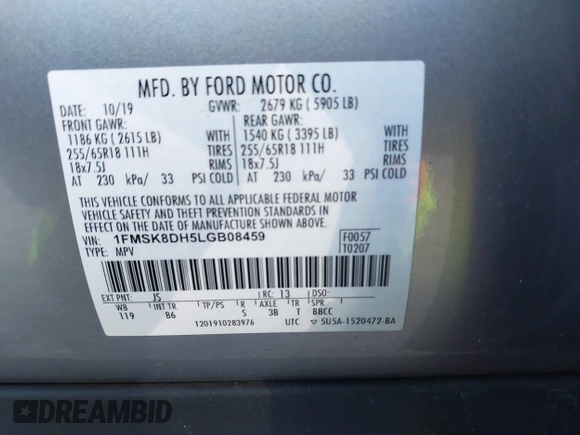 MFD. BY FORD MOTOR CO.
DATE: 10/19 GVWR: 2679 KG ( 5905 LB)
FRONT GAWR: REAR GAWR:
1186 KG ( 2615 LB) WITH 1540 KG ( 3395 LB) WITH
255/65R18 111H TIRES 255/65R18 111H TIRES
18x7.5J RIMS 18x7.5J RIMS
AT 230 kPa/ 33 PSI COLD AT 230 kPa/ 33 PSI COLD
THIS VEHICLE CONFORMS TO ALL APPLICABLE FEDERAL MOTOR
VEHICLE SAFETY AND THEFT PREVENTION STANDARDS IN
EFFECT ON THE DATE OF MANUFACTURE SHOWN ABOVE.
VIN: 1FMSK8DH5LGB08459 F0057
TYPE: MPV T0207
EXT PNT: JS RC: 13 DSO:
WB INT TR TP/PS R AXLE TR SPR
119 86 S 3B T BBCC
1201910283976 UTC ▽ 5U5A-1520472-BA
DREAMBID